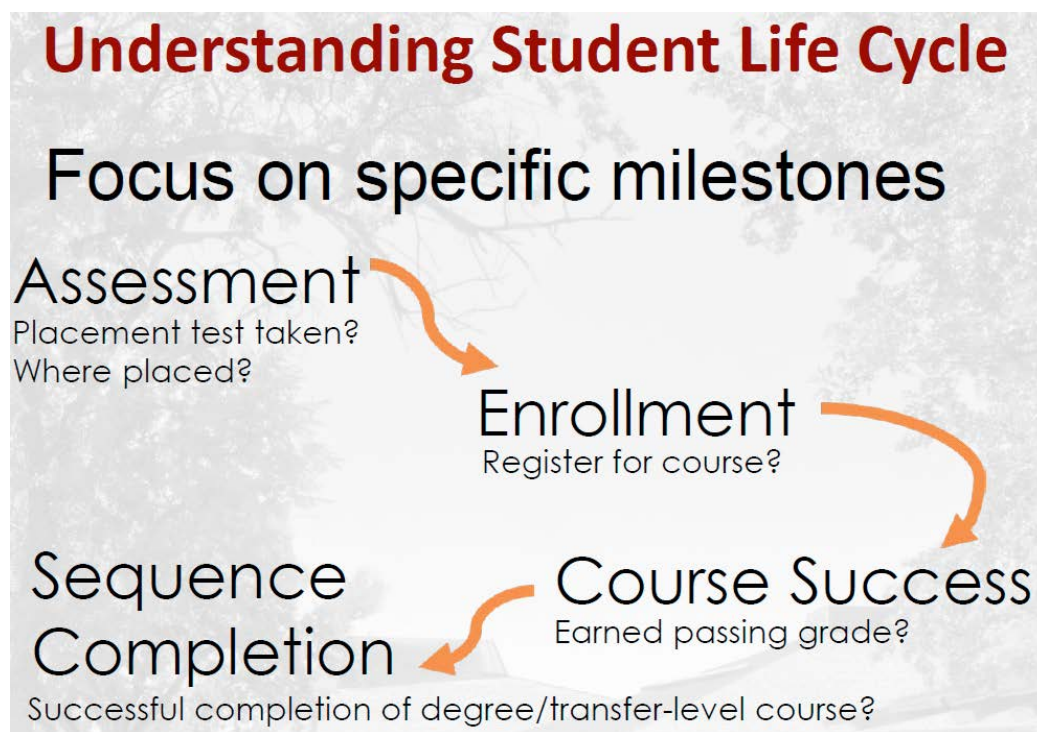 Understanding Student Life Cycle
Focus on specific milestones
Assessment
Placement test taken?
Where placed?
Enrollment
Register for course?
Course Success
Earned passing grade?
Sequence
Completion
Successful completion of degree/transfer-level course?